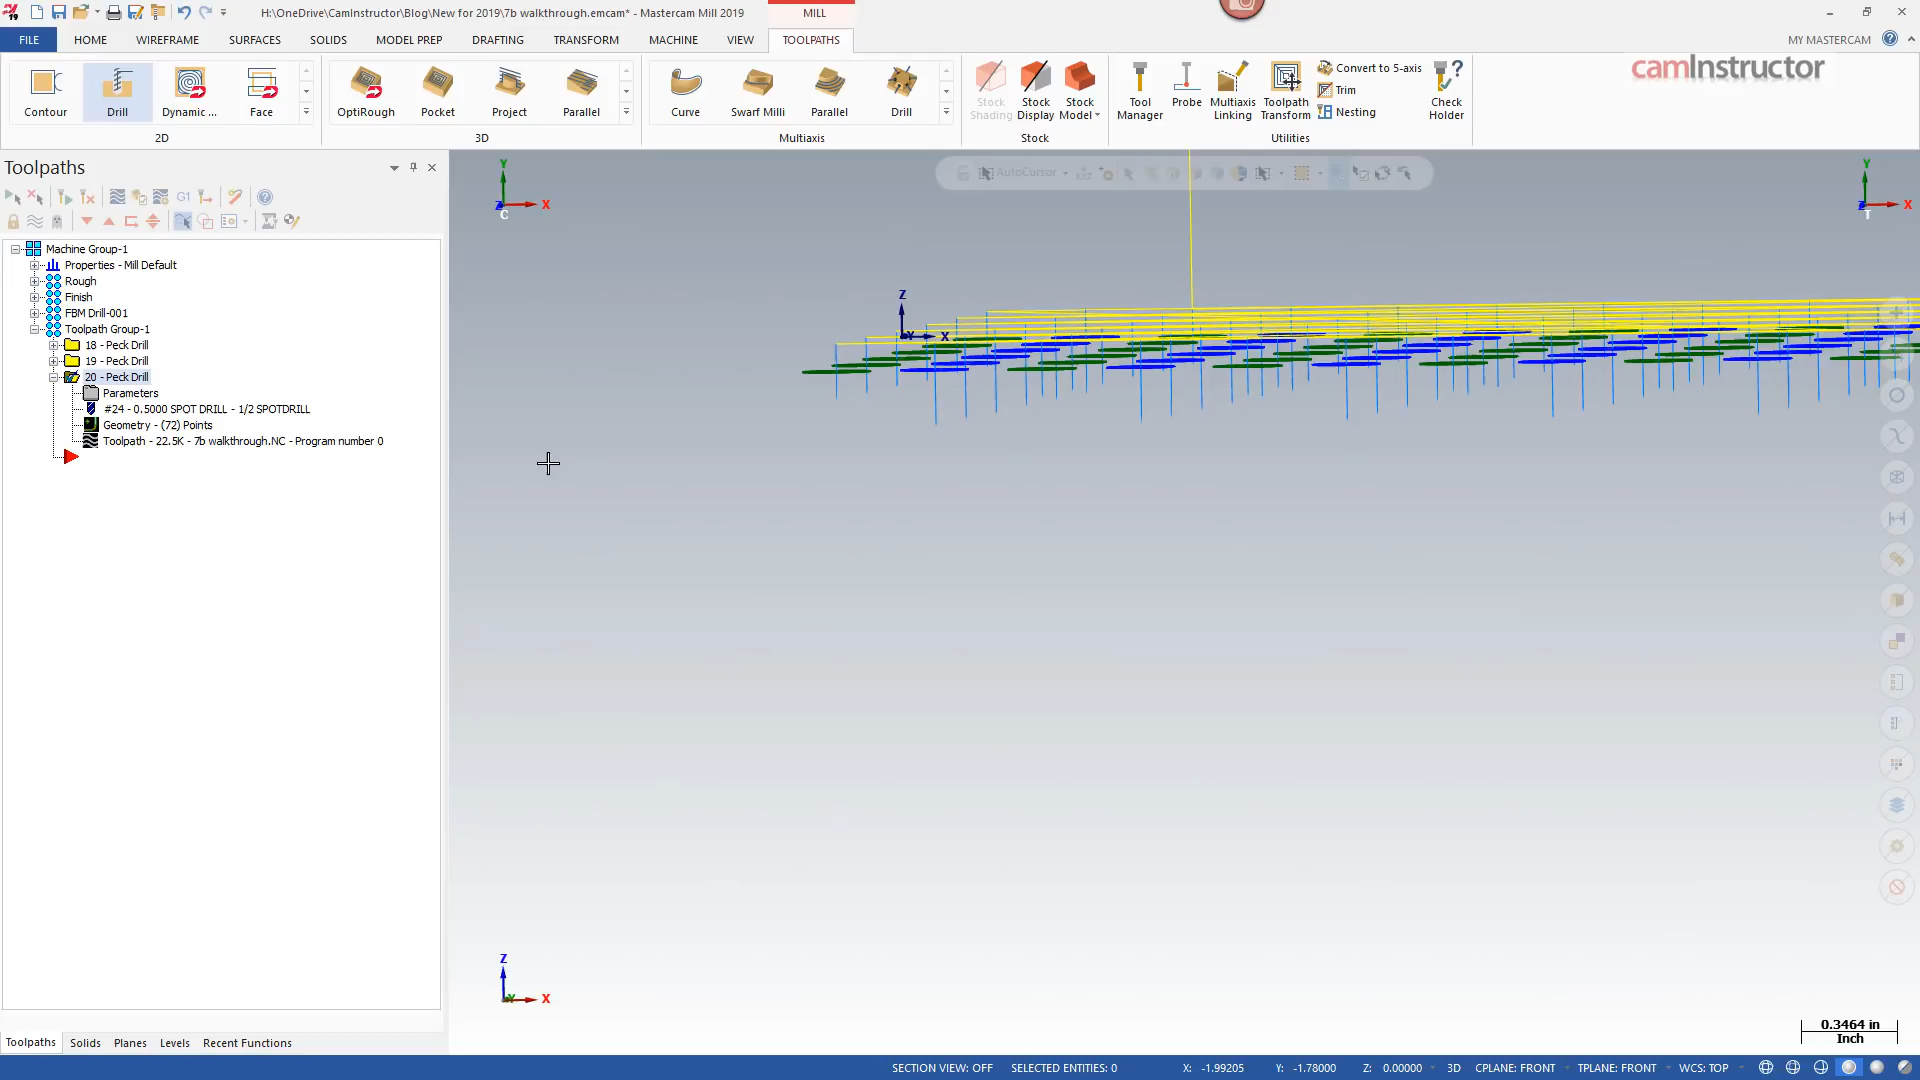 H:\OneDrive\CamInstructor\Blog\New for 2019\7b walkthrough.emcam* - Mastercam Mill 2019
MILL
FILE HOME WIREFRAME SURFACES SOLIDS MODEL PREP DRAFTING TRANSFORM MACHINE VIEW TOOLPATHS MY MASTERCAM
Contour Drill Dynamic ... Face
2D
OptiRough Pocket Project Parallel
3D
Curve Swarf Milli Parallel Drill
Multiaxis
Stock Shading Stock Display Stock Model
Stock
Tool Manager Probe Multiaxis Linking Toolpath Transform
Convert to 5-axis
Trim
Nesting
Check Holder
Utilities
camInstructor
Toolpaths
G1
Machine Group-1
Properties - Mill Default
Rough
Finish
FBM Drill-001
Toolpath Group-1
18 - Peck Drill
19 - Peck Drill
20 - Peck Drill
Parameters
#24 - 0.5000 SPOT DRILL - 1/2 SPOTDRILL
Geometry - (72) Points
Toolpath - 22.5K - 7b walkthrough.NC - Program number 0
AutoCursor
Y
X
Z
C
Y
X
Z
T
Z
X
Y
Z
X
Y
0.3464 in
Inch
Toolpaths Solids Planes Levels Recent Functions
SECTION VIEW: OFF SELECTED ENTITIES: 0 X: -1.99205 Y: -1.78000 Z: 0.00000 3D CPLANE: FRONT TPLANE: FRONT WCS: TOP